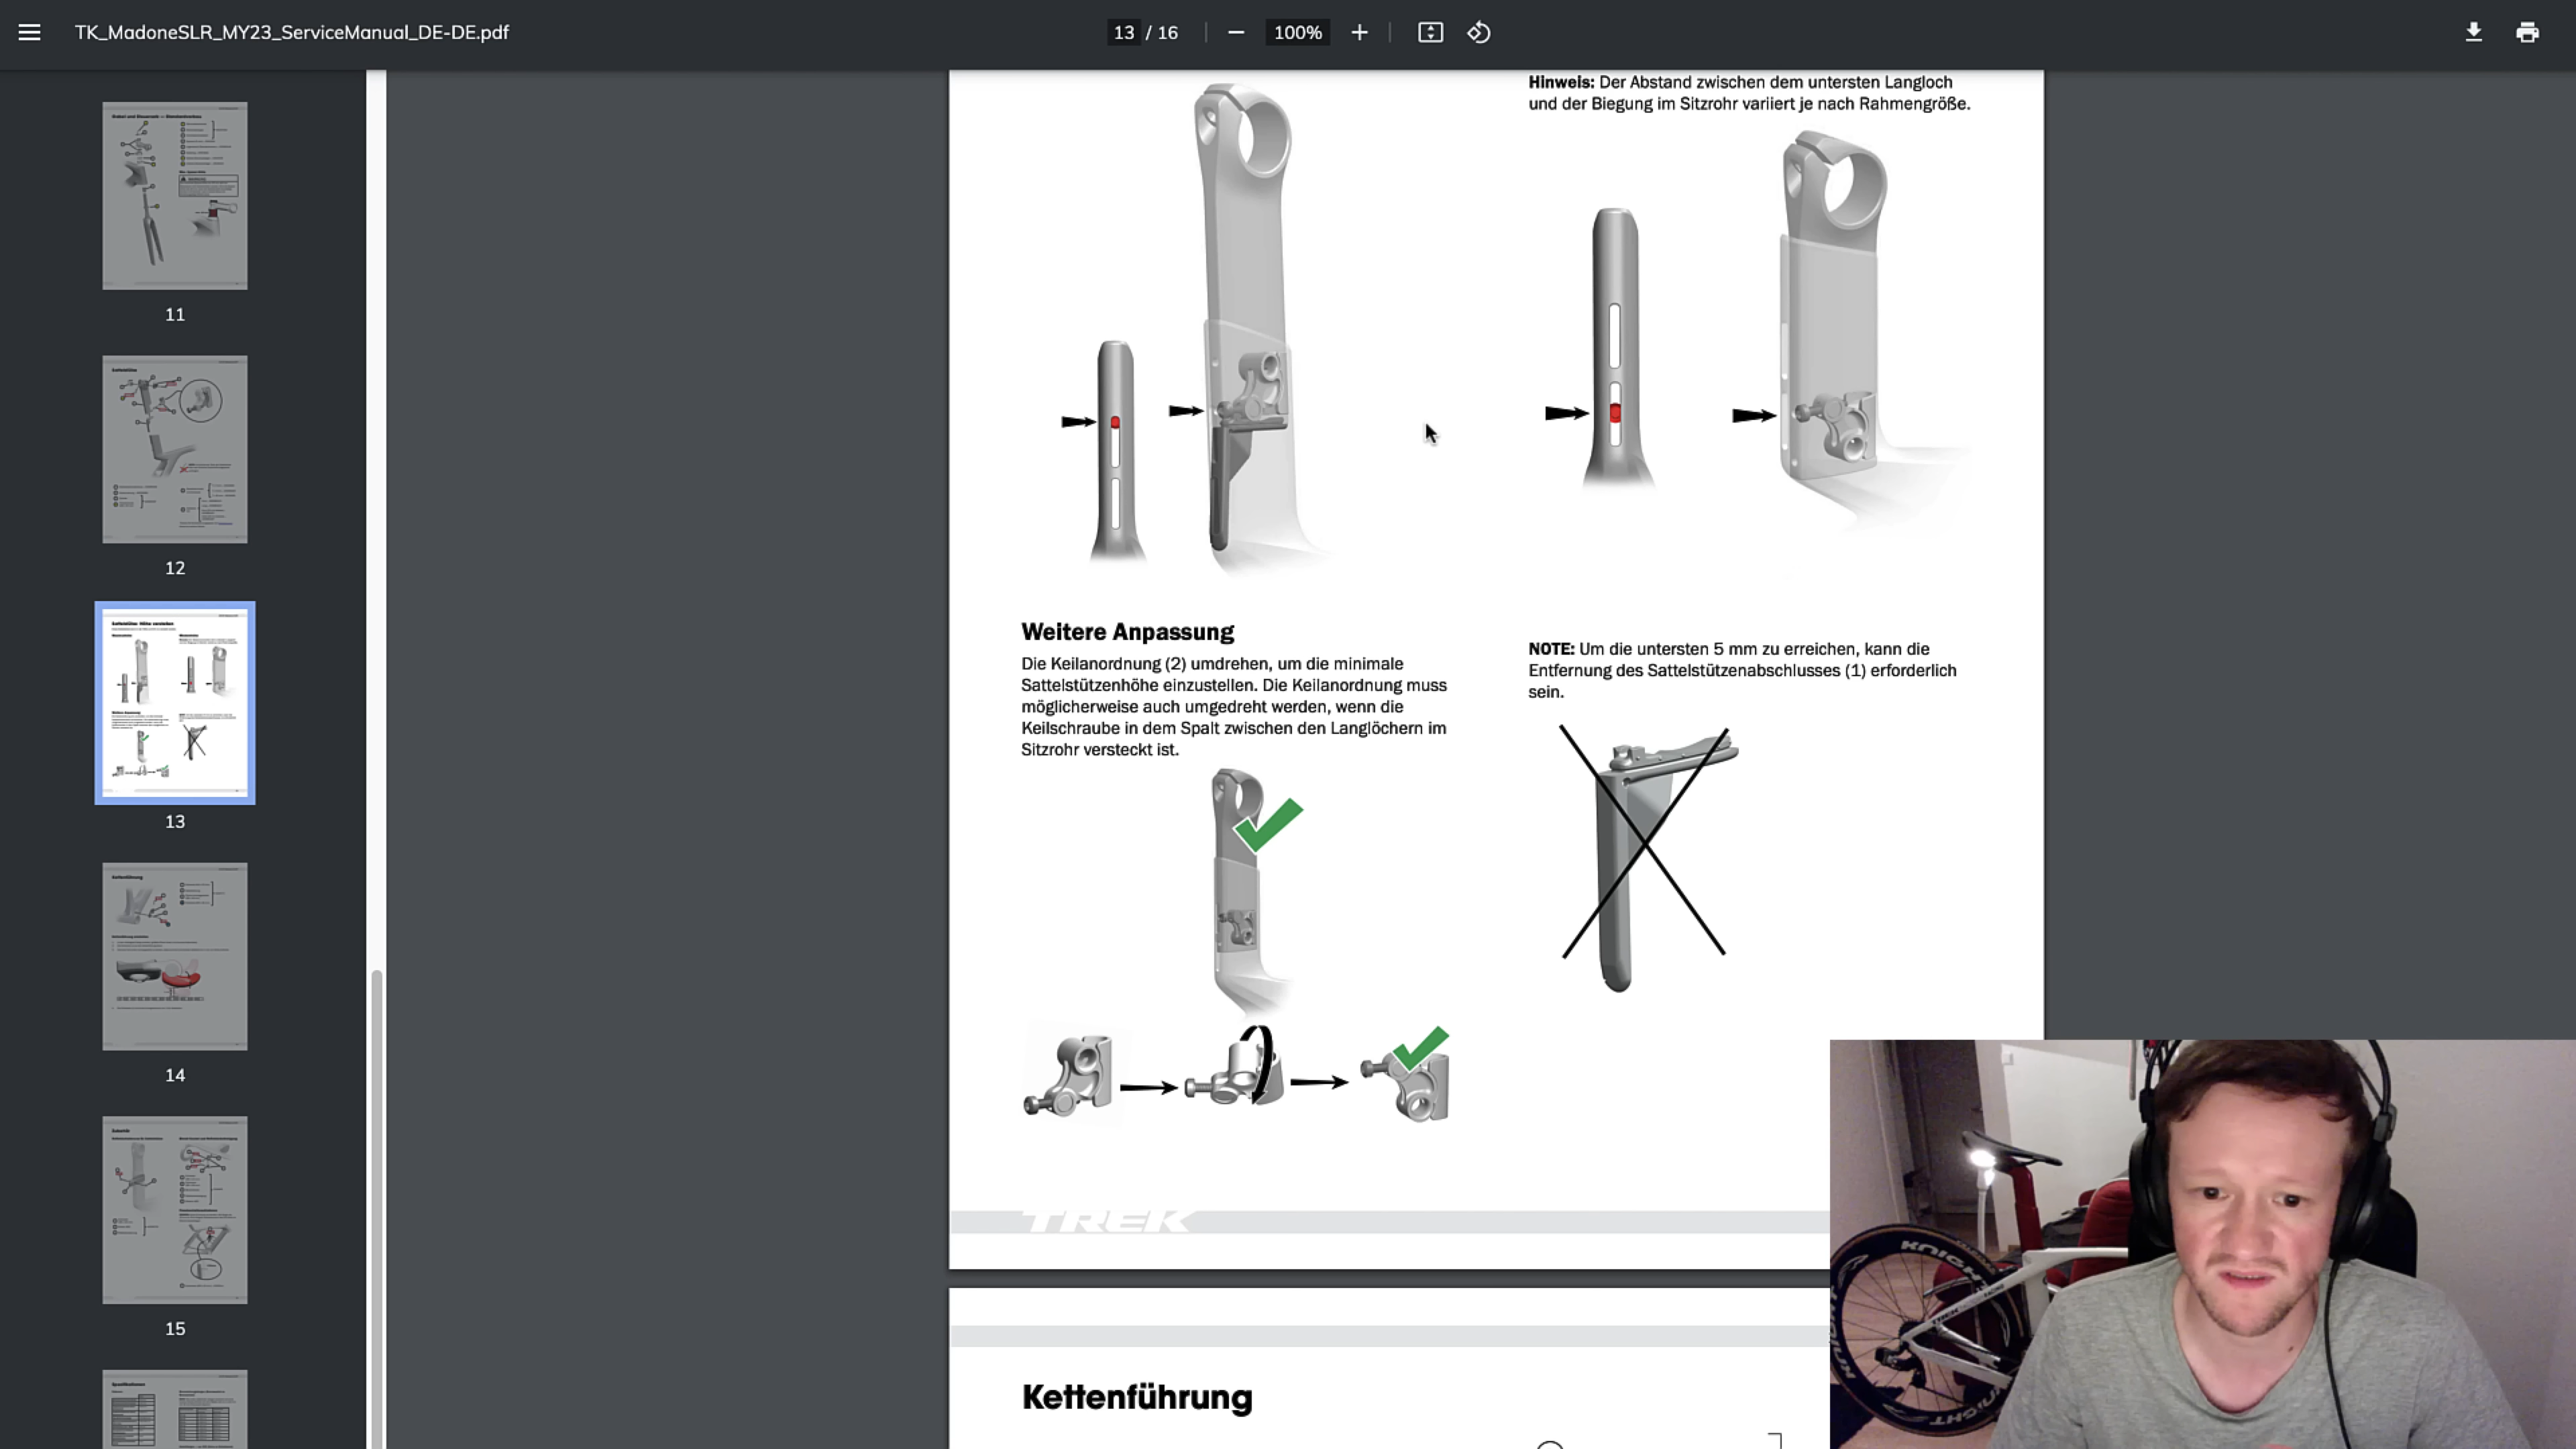 TK_MadoneSLR_MY23_ServiceManual_DE-DE.pdf
13 / 16
100%
11
12
13
14
15
Hinweis: Der Abstand zwischen dem untersten Langloch
und der Biegung im Sitzrohr variiert je nach Rahmengröße.
Weitere Anpassung
Die Keilanordnung (2) umdrehen, um die minimale
Sattelstützenhöhe einzustellen. Die Keilanordnung muss
möglicherweise auch umgedreht werden, wenn die
Keilschraube in dem Spalt zwischen den Langlöchern im
Sitzrohr versteckt ist.
NOTE: Um die untersten 5 mm zu erreichen, kann die
Entfernung des Sattelstützenabschlusses (1) erforderlich
sein.
TREK
Kettenführung
KNIGHT
KNIGHT